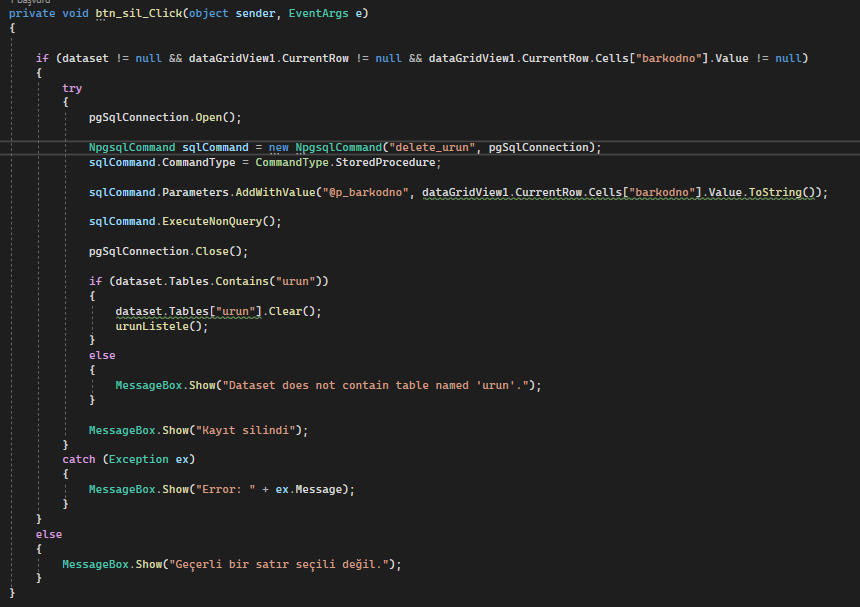 1 başvuru
private void btn_sil_Click(object sender, EventArgs e)
{
if (dataset != null && dataGridView1.CurrentRow != null && dataGridView1.CurrentRow.Cells["barkodno"].Value != null)
{
try
{
pgSqlConnection.Open();
NpgsqlCommand sqlCommand = new NpgsqlCommand("delete_urun", pgSqlConnection);
sqlCommand.CommandType = CommandType.StoredProcedure;
sqlCommand.Parameters.AddWithValue("@p_barkodno", dataGridView1.CurrentRow.Cells["barkodno"].Value.ToString());
sqlCommand.ExecuteNonQuery();
pgSqlConnection.Close();
if (dataset.Tables.Contains("urun"))
{
dataset.Tables["urun"].Clear();
urunListele();
}
else
{
MessageBox.Show("Dataset does not contain table named 'urun'.");
}
MessageBox.Show("Kayıt silindi");
}
catch (Exception ex)
{
MessageBox.Show("Error: " + ex.Message);
}
}
else
{
MessageBox.Show("Geçerli bir satır seçili değil.");
}
}